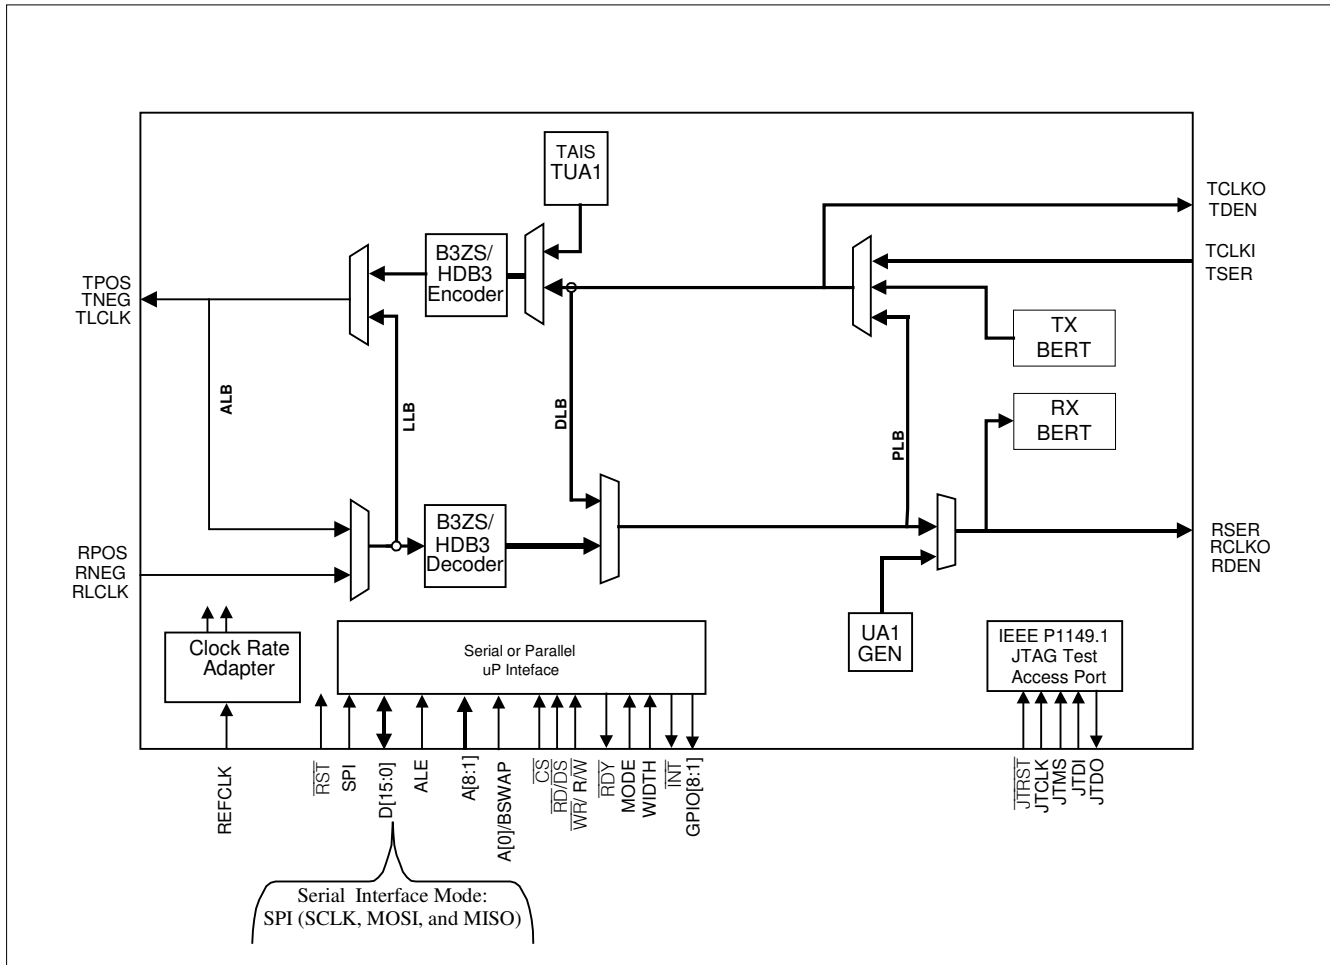 TAIS
TUA1
TCLKO
TDEN
TCLKI
TSER
B3ZS/
HDB3
Encoder
TPOS
TNEG
TLCLK
TX
BERT
RX
BERT
ALB
LLB
DLB
PLB
B3ZS/
HDB3
Decoder
RPOS
RNEG
RLCLK
RSER
RCLKO
RDEN
Clock Rate
Adapter
Serial or Parallel
uP Inteface
UA1
GEN
IEEE P1149.1
JTAG Test
Access Port
REFCLK
RST
SPI
D[15:0]
ALE
A[8:1]
A[0]/BSWAP
CS
RD/DS
WR/ R/W
RDY
MODE
WIDTH
INT
GPIO[8:1]
JTRST
JTCLK
JTMS
JTDI
JTDO
Serial Interface Mode:
SPI (SCLK, MOSI, and MISO)